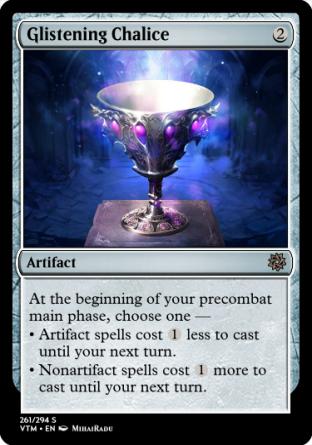 Glistening Chalice 2
Artifact
At the beginning of your precombat
main phase, choose one —
• Artifact spells cost 1 less to cast
until your next turn.
• Nonartifact spells cost 1 more to
cast until your next turn.
261/294 S
VTM • EN MihaiRadu